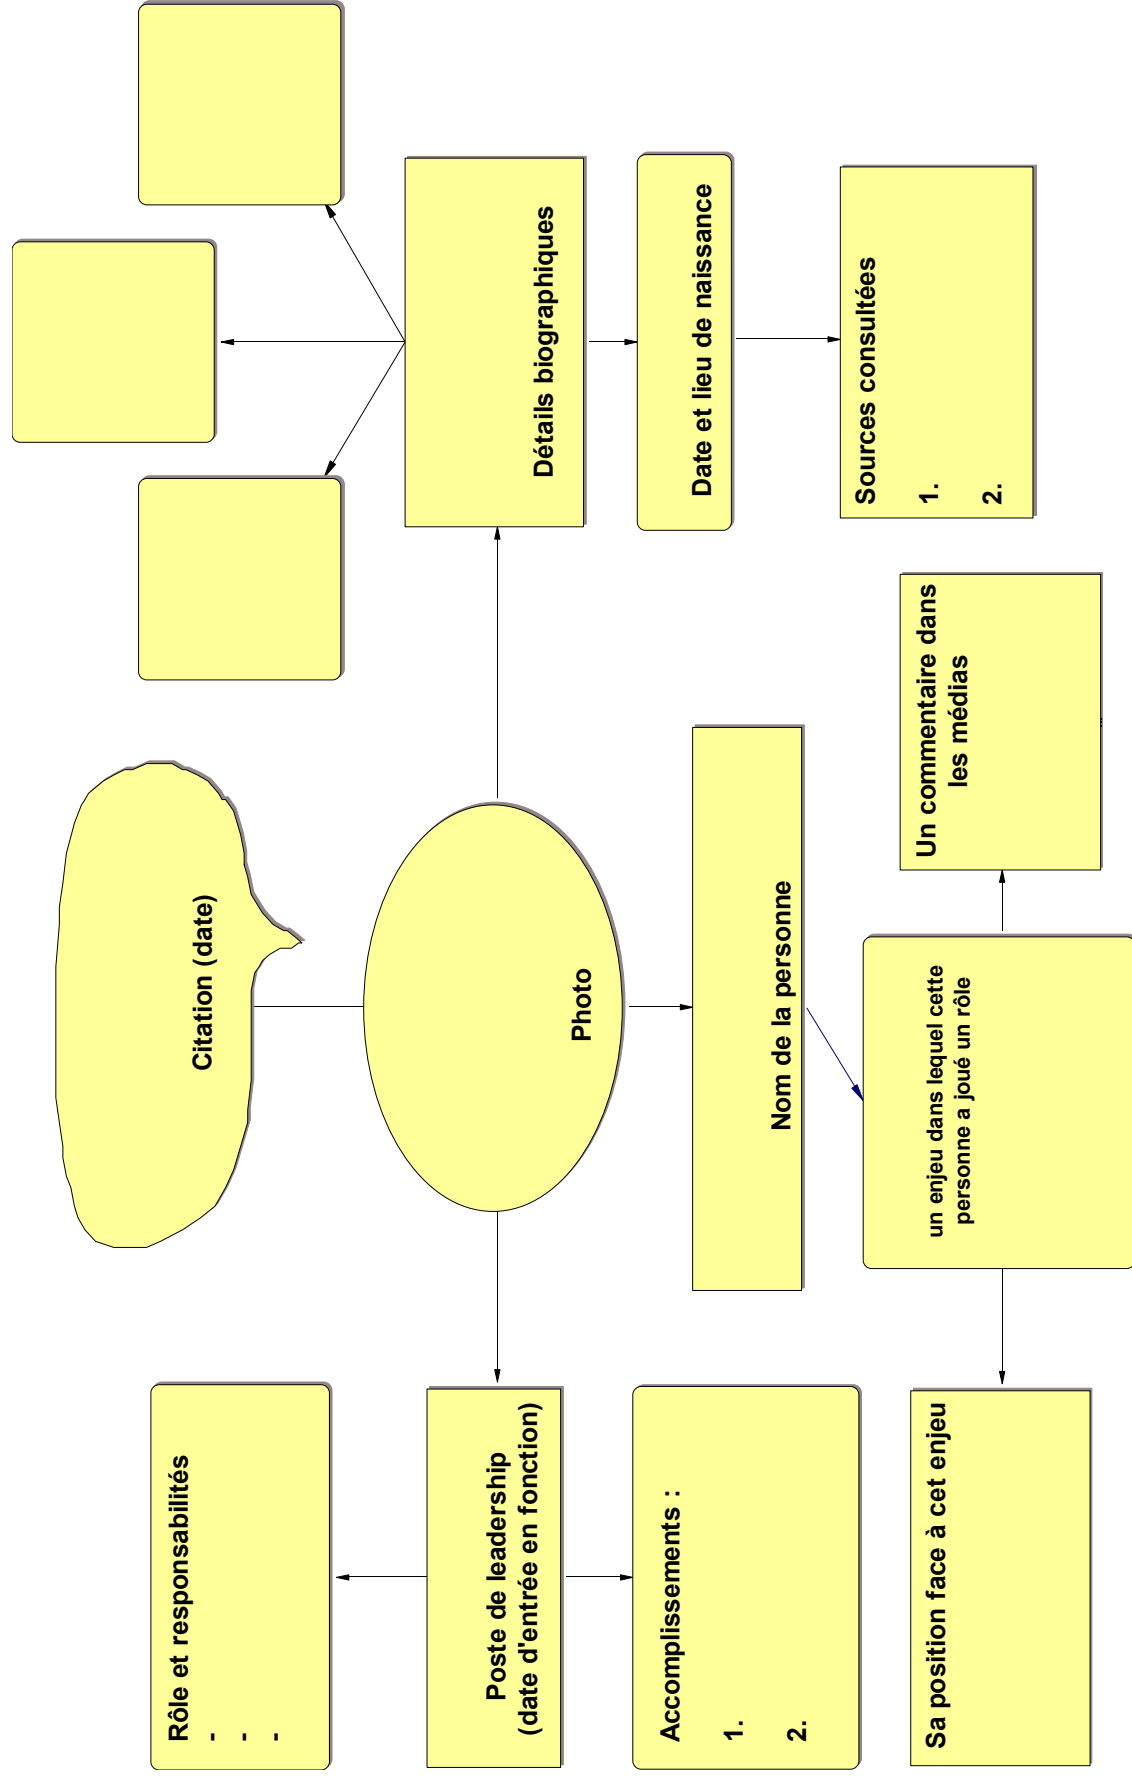 Citation (date)
Rôle et responsabilités
-
-
-
Poste de leadership
(date d'entrée en fonction)
Accomplissements :
1.
2.
Photo
Nom de la personne
Détails biographiques
Date et lieu de naissance
Sources consultées
1.
2.
un enjeu dans lequel cette
personne a joué un rôle
Sa position face à cet enjeu
Un commentaire dans
les médias